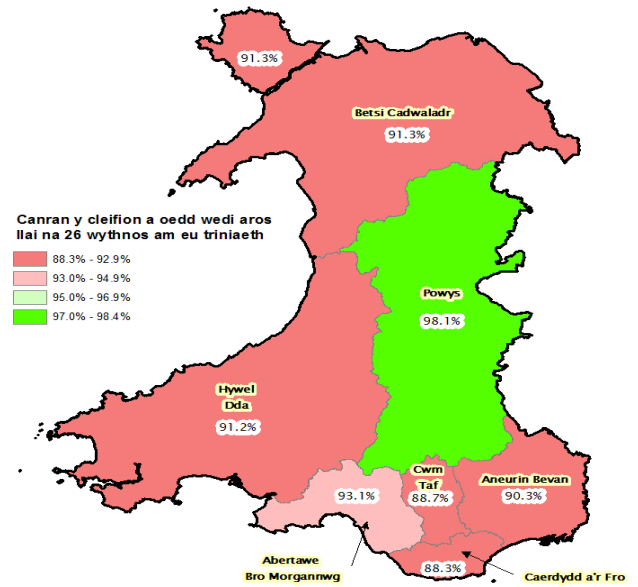 91.3%
Betsi Cadwaladr
91.3%
Canran y cleifion a oedd wedi aros
llai na 26 wythnos am eu triniaeth
88.3% - 92.9%
93.0% - 94.9%
95.0% - 96.9%
97.0% - 98.4%
Powys
98.1%
Hywel
Dda
91.2%
Cwm
Taf
88.7%
Aneurin Bevan
90.3%
93.1%
Abertawe
Bro Morgannwg
88.3%
Caerdydd a'r Fro